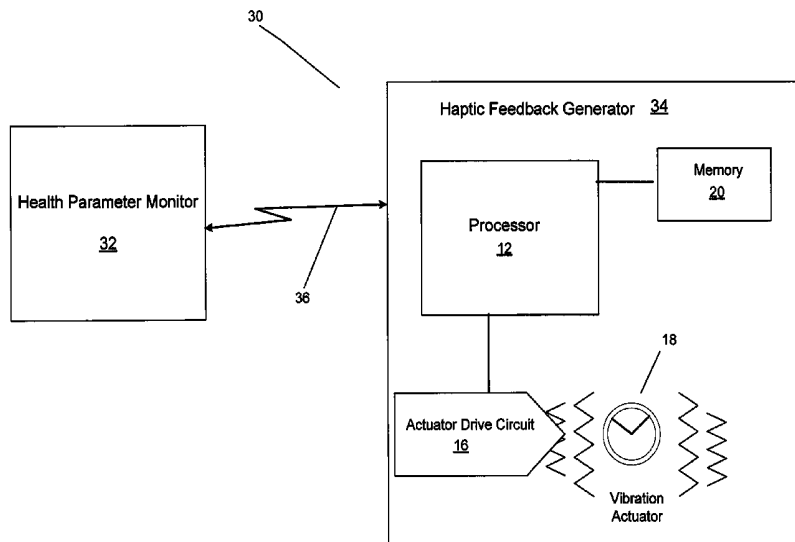 30
Haptic Feedback Generator 34
Health Parameter Monitor
32
36
Processor
12
Memory
20
Actuator Drive Circuit
16
18
Vibration
Actuator